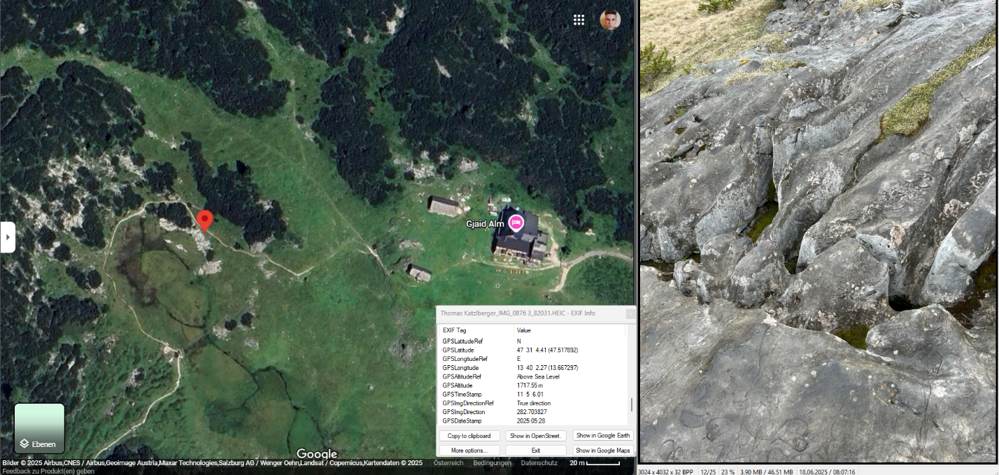 Gjaid Alm
Thomas Katzlberger_IMG_0876 3_82031.HEIC - EXIF Info
EXIF Tag Value
GPSLatitudeRef N
GPSLatitude 47 31 4.41 (47.517892)
GPSLongitudeRef E
GPSLongitude 13 40 2.27 (13.667297)
GPSAltitudeRef Above Sea Level
GPSAltitude 1717.55 m
GPSTimeStamp 11 5 6.01
GPSImgDirectionRef True direction
GPSImgDirection 282.703827
GPSDateStamp 2025:05:28
Copy to clipboard Show in OpenStreet. Show in Google Earth
More options... Exit Show in Google Maps
Ebenen
Google
Bilder © 2025 Airbus,CNES / Airbus,Geoimage Austria,Maxar Technologies,Salzburg AG / Wenger Oehn,Landsat / Copernicus,Kartendaten © 2025 Österreich Bedingungen Datenschutz 20 m
Feedback zu Produkt(en) geben
3024 x 4032 x 32 BPP 12/25 23 % 3.90 MB / 46.51 MB 18.06.2025 / 08:07:16